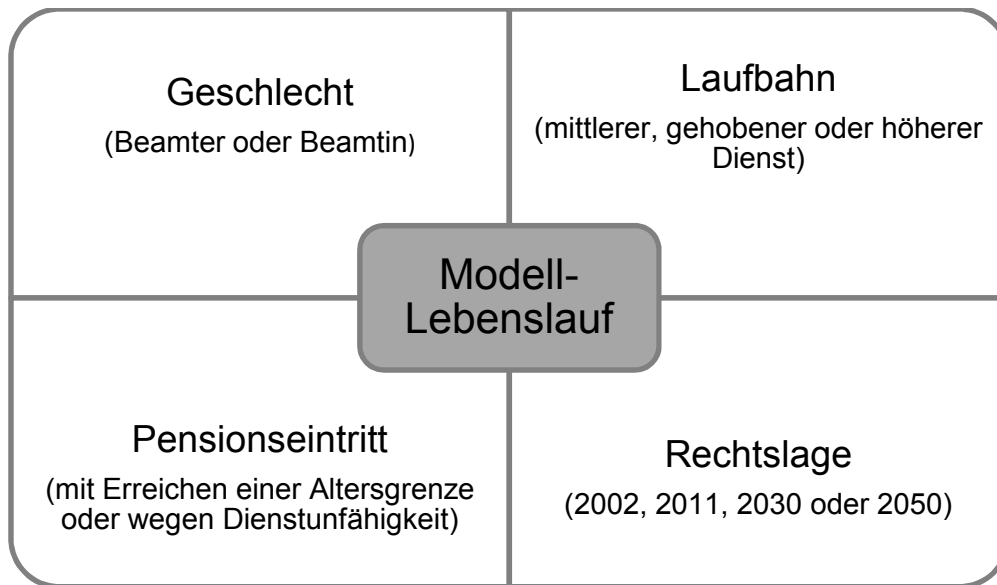 Geschlecht
(Beamter oder Beamtin)
Laufbahn
(mittlerer, gehobener oder höherer
Dienst)
Modell-
Lebenslauf
Pensionseintritt
(mit Erreichen einer Altersgrenze
oder wegen Dienstunfähigkeit)
Rechtslage
(2002, 2011, 2030 oder 2050)